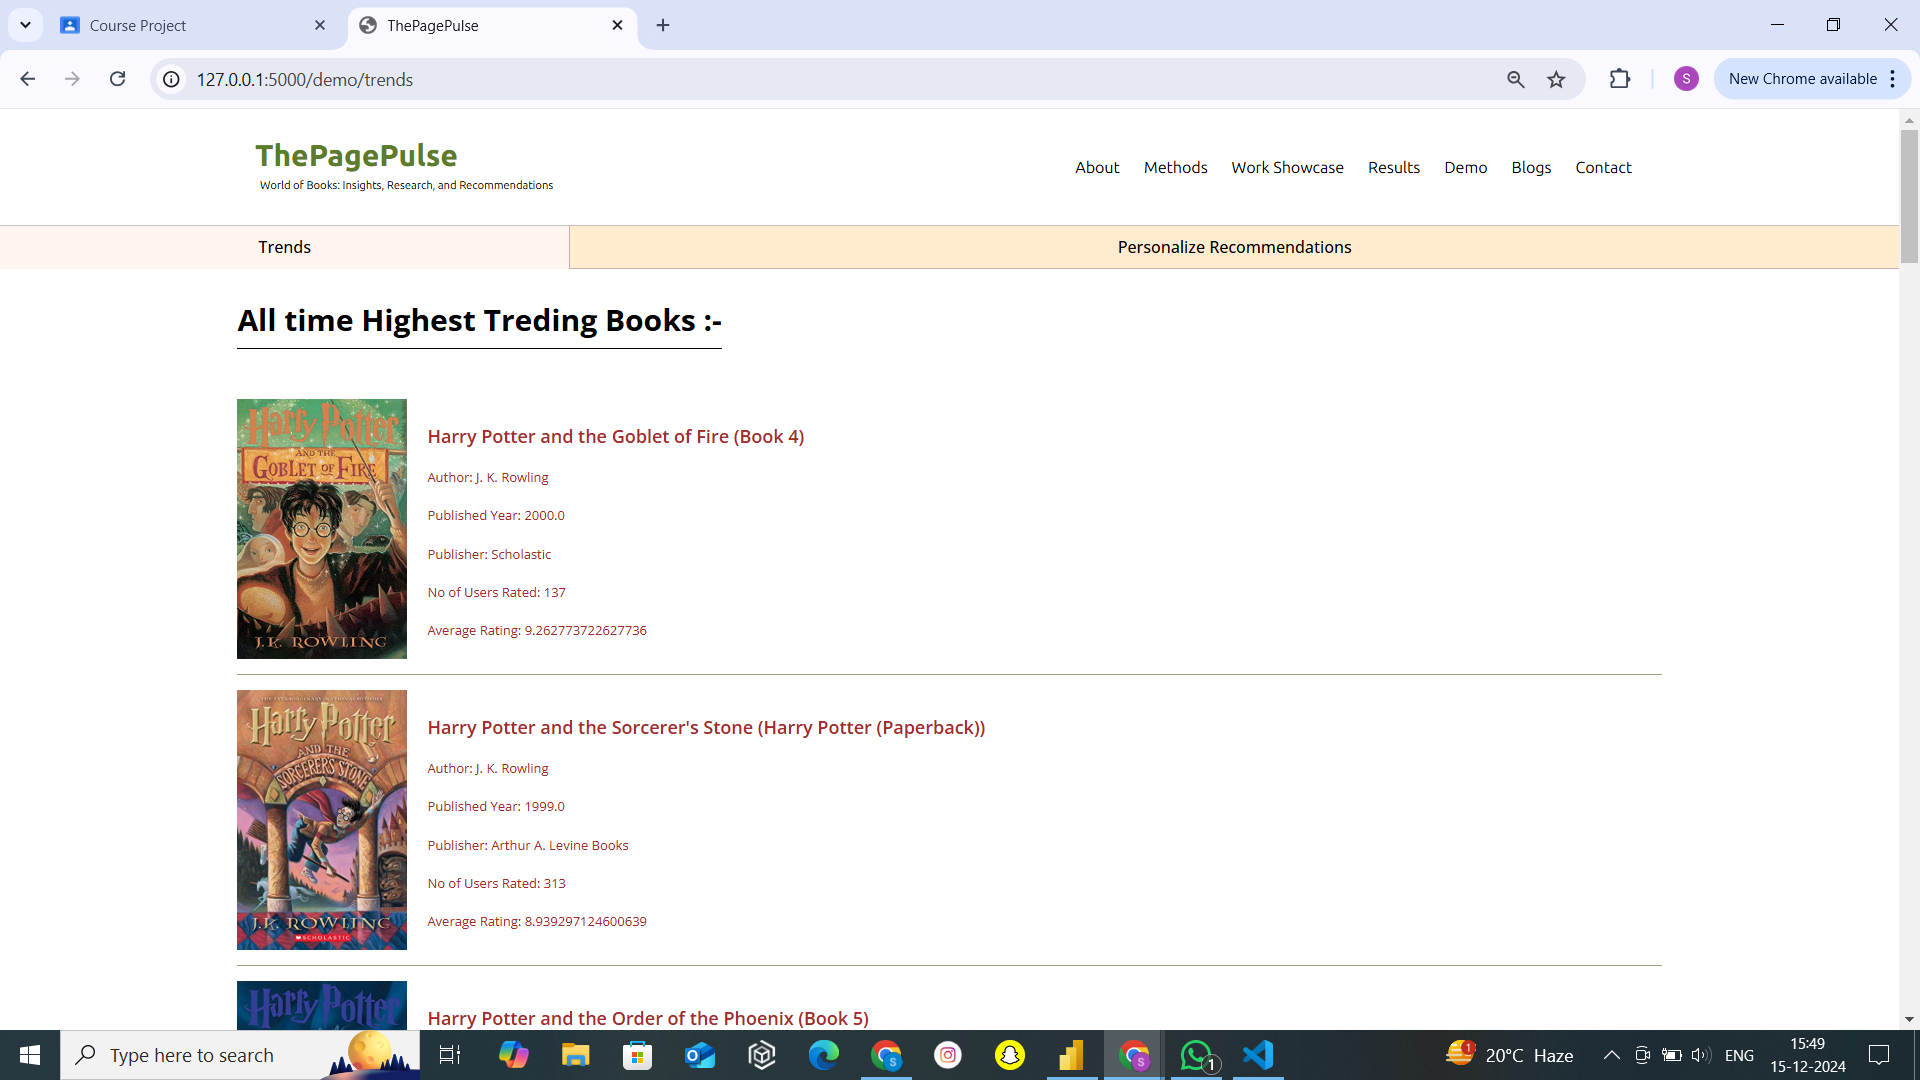 Course Project
ThePagePulse
127.0.0.1:5000/demo/trends
S
New Chrome available
ThePagePulse
World of Books: Insights, Research, and Recommendations
About Methods Work Showcase Results Demo Blogs Contact
Trends
Personalize Recommendations
All time Highest Treding Books :-
Harry Potter
AND THE
GOBLET OF FIRE
J.K. ROWLING
Harry Potter and the Goblet of Fire (Book 4)
Author: J. K. Rowling
Published Year: 2000.0
Publisher: Scholastic
No of Users Rated: 137
Average Rating: 9.262773722627736
Harry Potter
AND THE
SORCERER'S STONE
J.K. ROWLING
SCHOLASTIC
Harry Potter and the Sorcerer's Stone (Harry Potter (Paperback))
Author: J. K. Rowling
Published Year: 1999.0
Publisher: Arthur A. Levine Books
No of Users Rated: 313
Average Rating: 8.939297124600639
Harry Potter
Harry Potter and the Order of the Phoenix (Book 5)
Type here to search
1
1
20°C Haze
ENG
15:49
15-12-2024